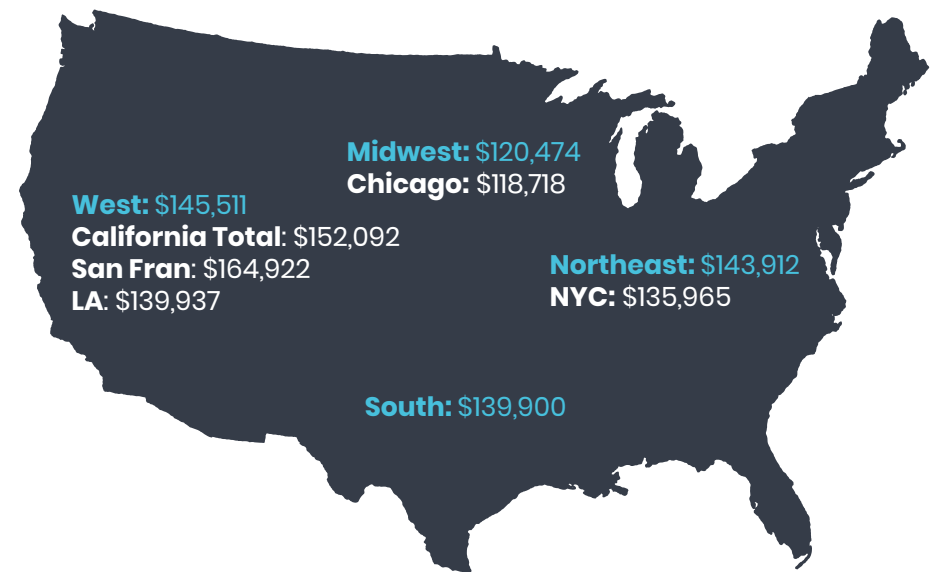 Midwest: $120,474
Chicago: $118,718
West: $145,511
California Total: $152,092
San Fran: $164,922
LA: $139,937
Northeast: $143,912
NYC: $135,965
South: $139,900